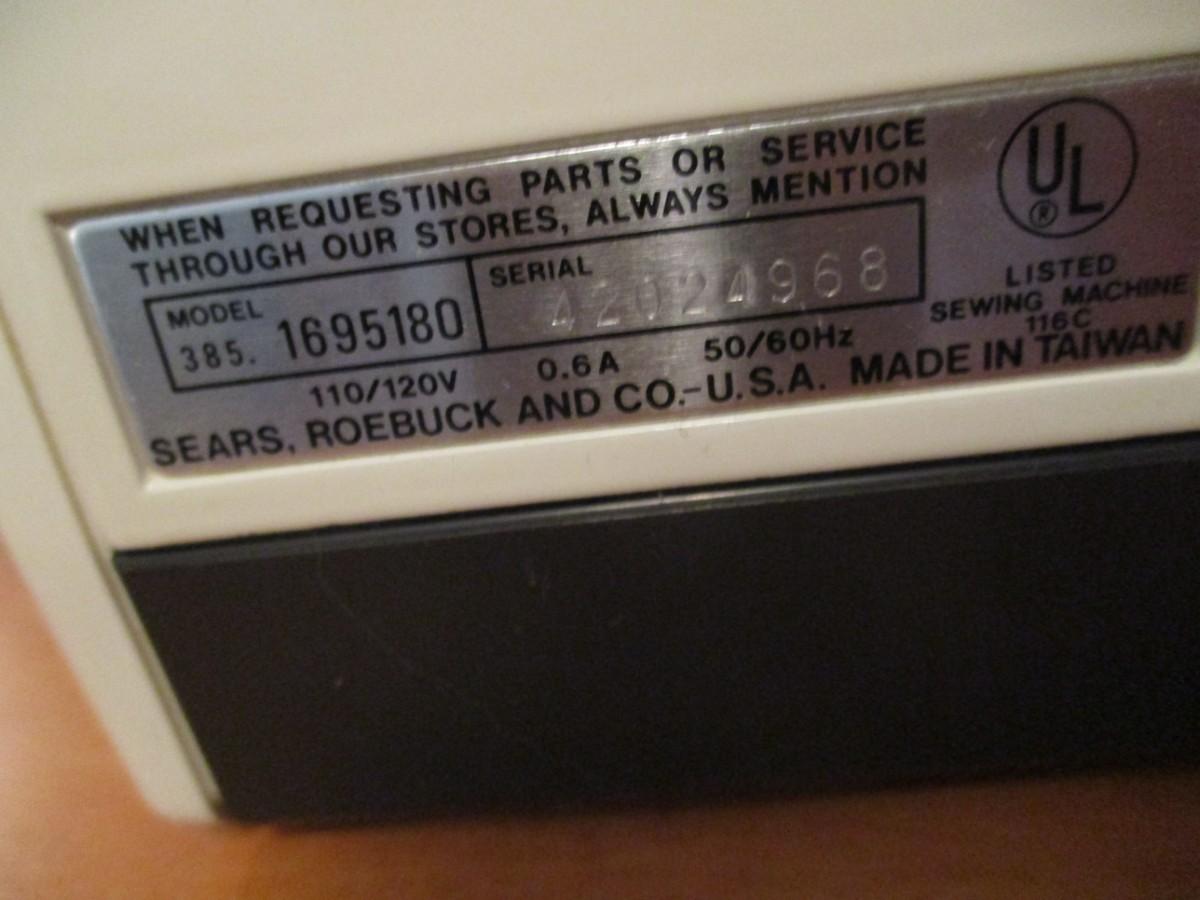 WHEN REQUESTING PARTS OR SERVICE
THROUGH OUR STORES, ALWAYS MENTION
MODEL
385. 1695180
SERIAL
42024968
110/120V 0.6A 50/60Hz
SEARS, ROEBUCK AND CO.-U.S.A. MADE IN TAIWAN
UL
®
LISTED
SEWING MACHINE
116C